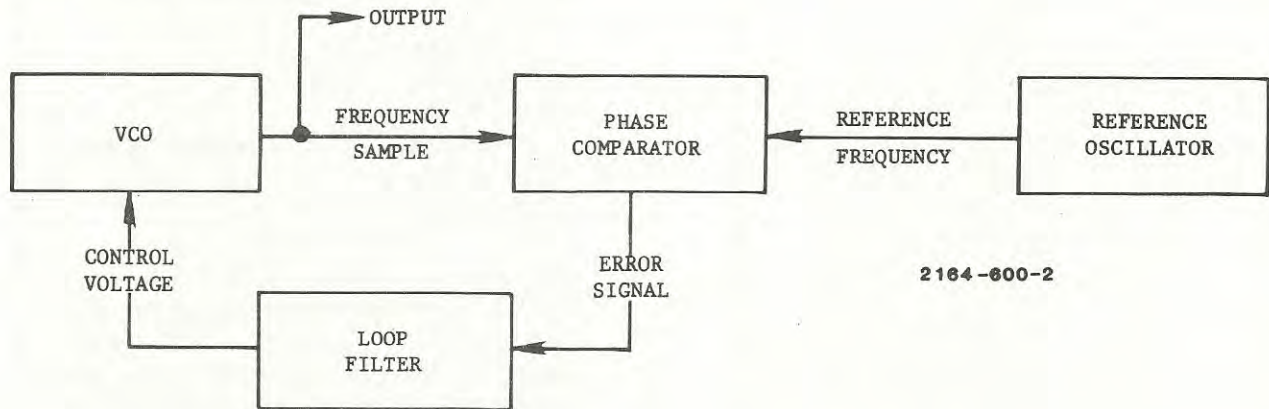 OUTPUT
VCO
FREQUENCY
SAMPLE
PHASE
COMPARATOR
REFERENCE
FREQUENCY
REFERENCE
OSCILLATOR
CONTROL
VOLTAGE
ERROR
SIGNAL
2164-600-2
LOOP
FILTER